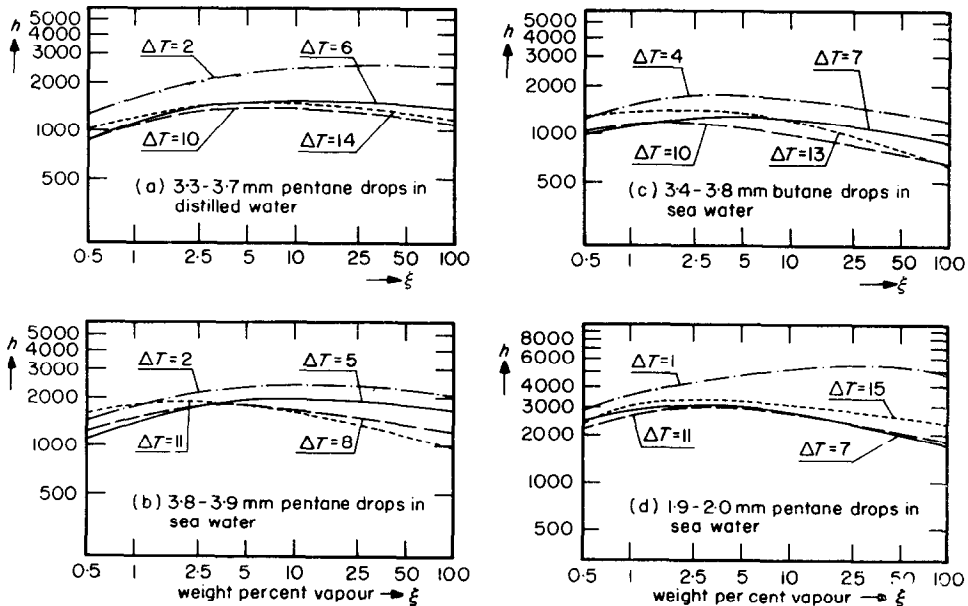 h
5000
3000
2000
1000
500
ΔT=2
ΔT=6
ΔT=10
ΔT=14
(a) 3·3-3·7 mm pentane drops in
distilled water
0·5 1 2·5 5 10 25 50 100
→ξ
h
5000
3000
2000
1000
500
ΔT=4
ΔT=7
ΔT=10
ΔT=13
(c) 3·4-3·8 mm butane drops in
sea water
0·5 1 2·5 5 10 25 50 100
→ξ
h
5000
4000
3000
2000
1000
500
ΔT=2
ΔT=5
ΔT=11
ΔT=8
(b) 3·8-3·9 mm pentane drops in
sea water
0·5 1 2·5 5 10 25 50 100
weight percent vapour →ξ
h
8000
6000
5000
3000
2000
1000
500
ΔT=1
ΔT=15
ΔT=11
ΔT=7
(d) 1·9-2·0 mm pentane drops in
sea water
0·5 1 2·5 5 10 25 50 100
weight per cent vapour → ξ